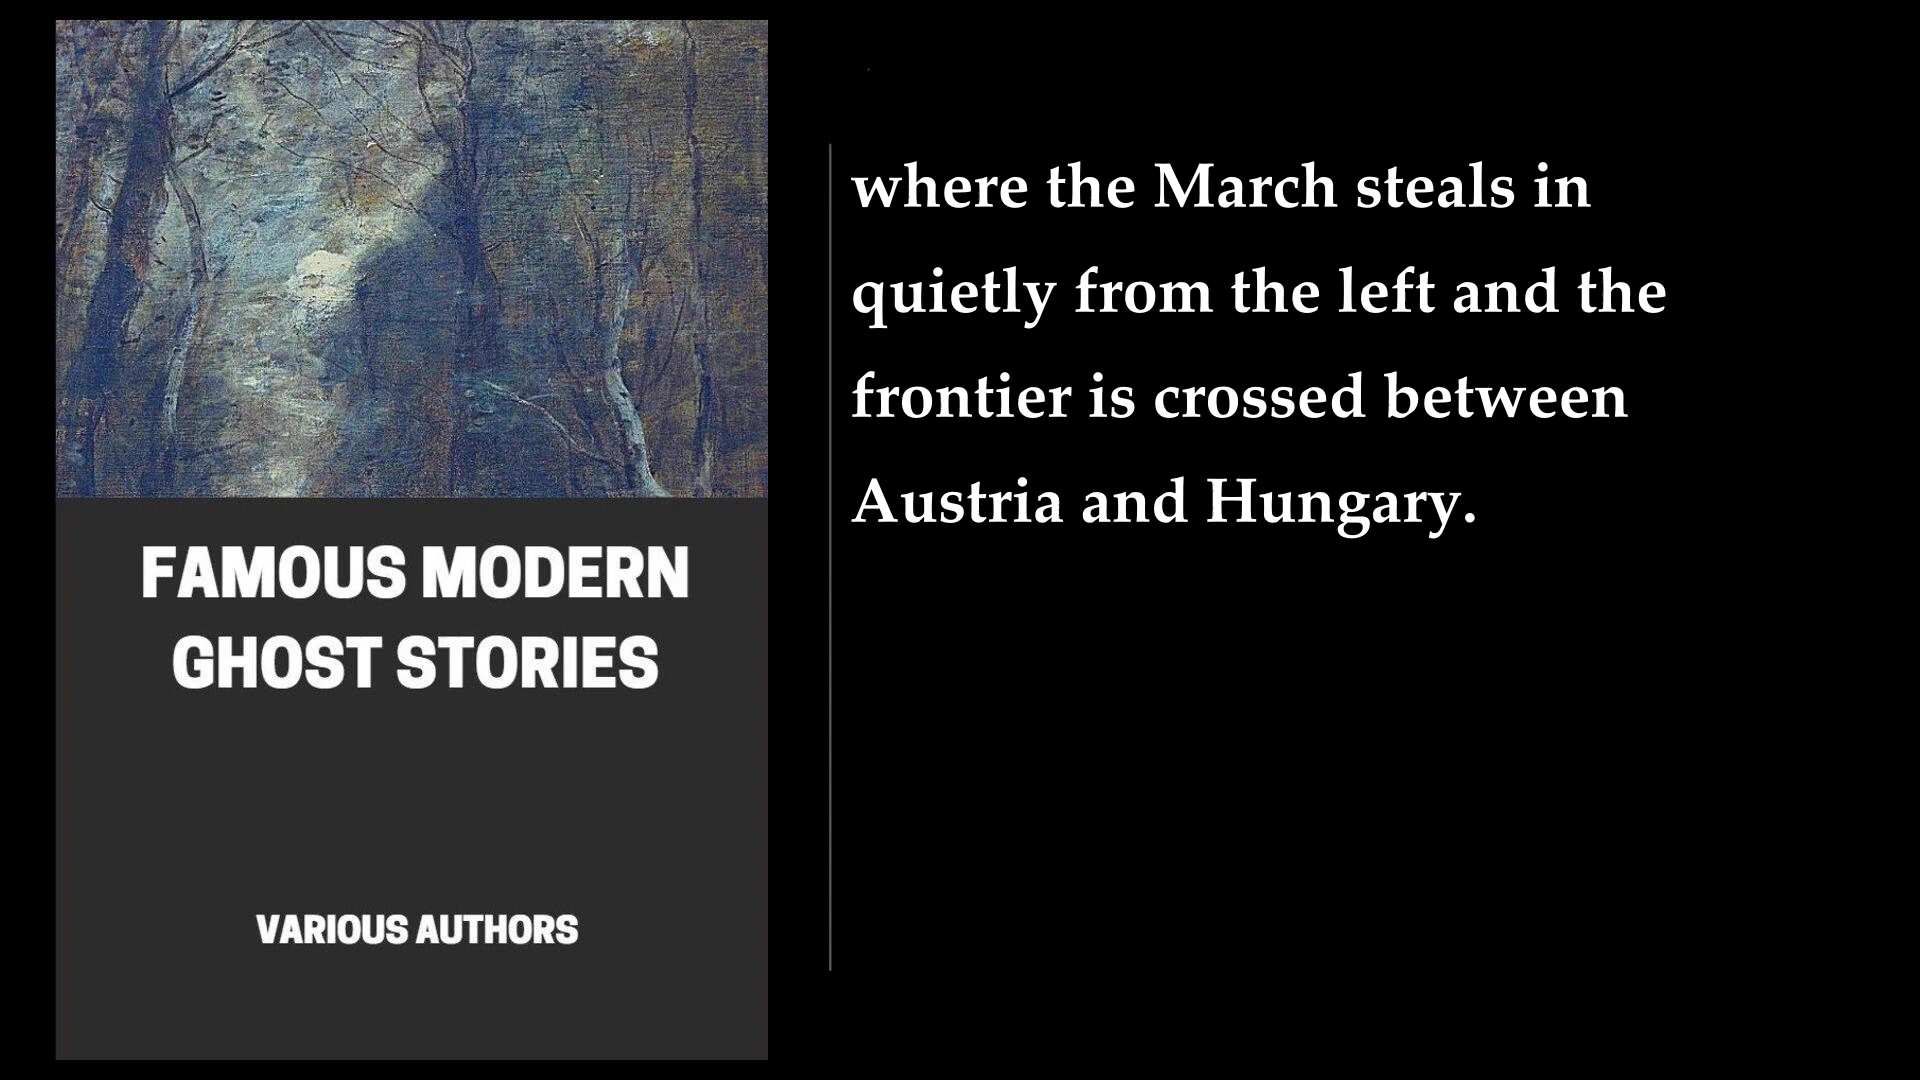 FAMOUS MODERN
GHOST STORIES
VARIOUS AUTHORS
where the March steals in
quietly from the left and the
frontier is crossed between
Austria and Hungary.